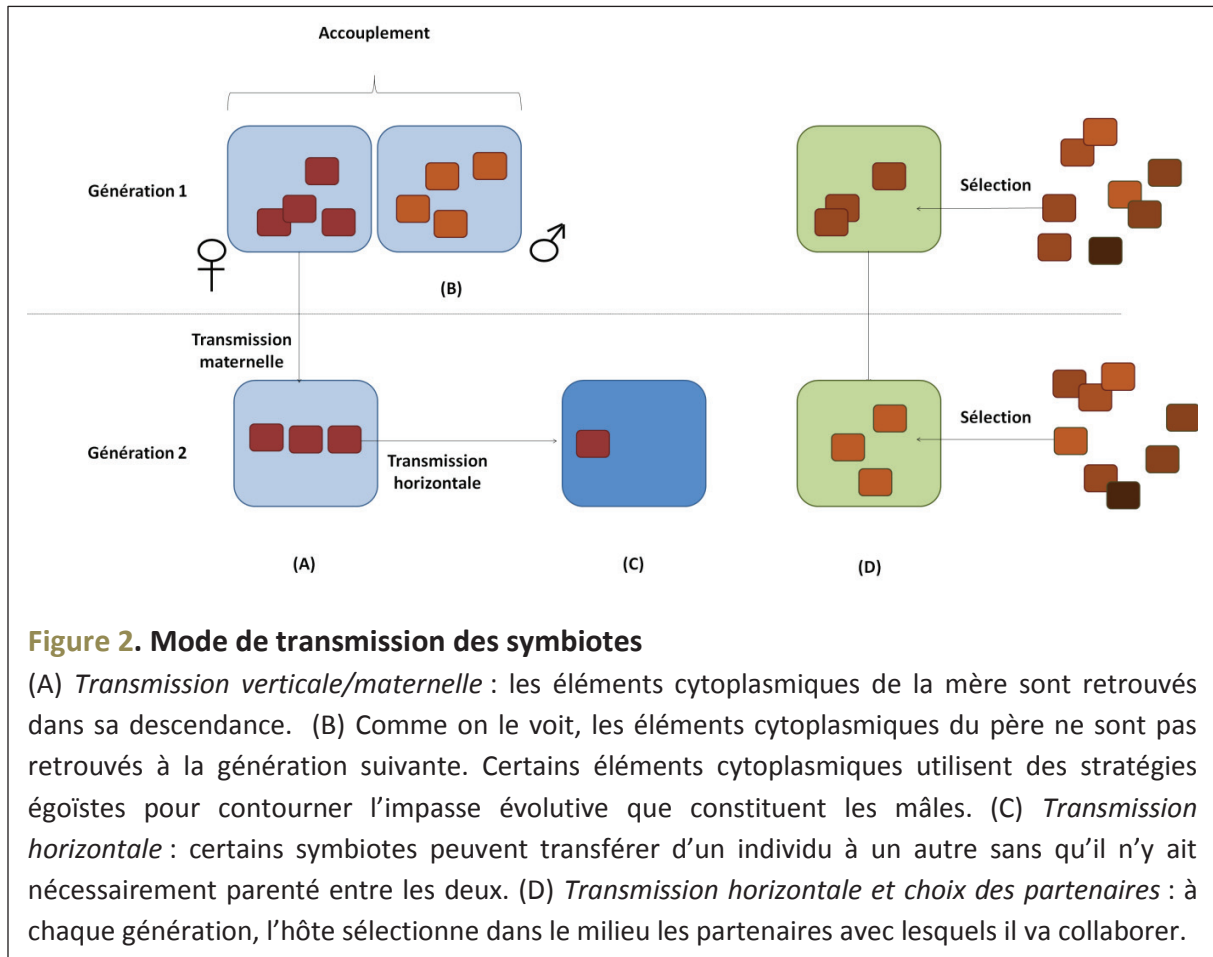 Accouplement
Génération 1
Sélection
(B)
Transmission
maternelle
Génération 2
Transmission
horizontale
Sélection
(A)
(C)
(D)
Figure 2. Mode de transmission des symbiotes
(A) Transmission verticale/maternelle : les éléments cytoplasmiques de la mère sont retrouvés
dans sa descendance. (B) Comme on le voit, les éléments cytoplasmiques du père ne sont pas
retrouvés à la génération suivante. Certains éléments cytoplasmiques utilisent des stratégies
égoïstes pour contourner l’impasse évolutive que constituent les mâles. (C) Transmission
horizontale : certains symbiotes peuvent transférer d’un individu à un autre sans qu’il n’y ait
nécessairement parenté entre les deux. (D) Transmission horizontale et choix des partenaires : à
chaque génération, l’hôte sélectionne dans le milieu les partenaires avec lesquels il va collaborer.